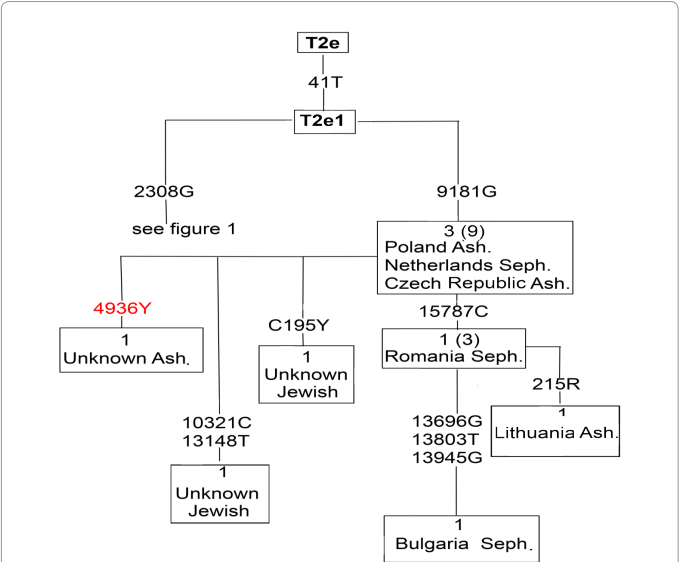 T2e
41T
T2e1
2308G
9181G
see figure 1
3 (9)
Poland Ash.
Netherlands Seph.
Czech Republic Ash.
4936Y
15787C
C195Y
1
Unknown Ash.
1 (3)
Romania Seph.
1
Unknown
Jewish
215R
10321C
13148T
13696G
13803T
13945G
1
Lithuania Ash.
1
Unknown
Jewish
1
Bulgaria Seph.